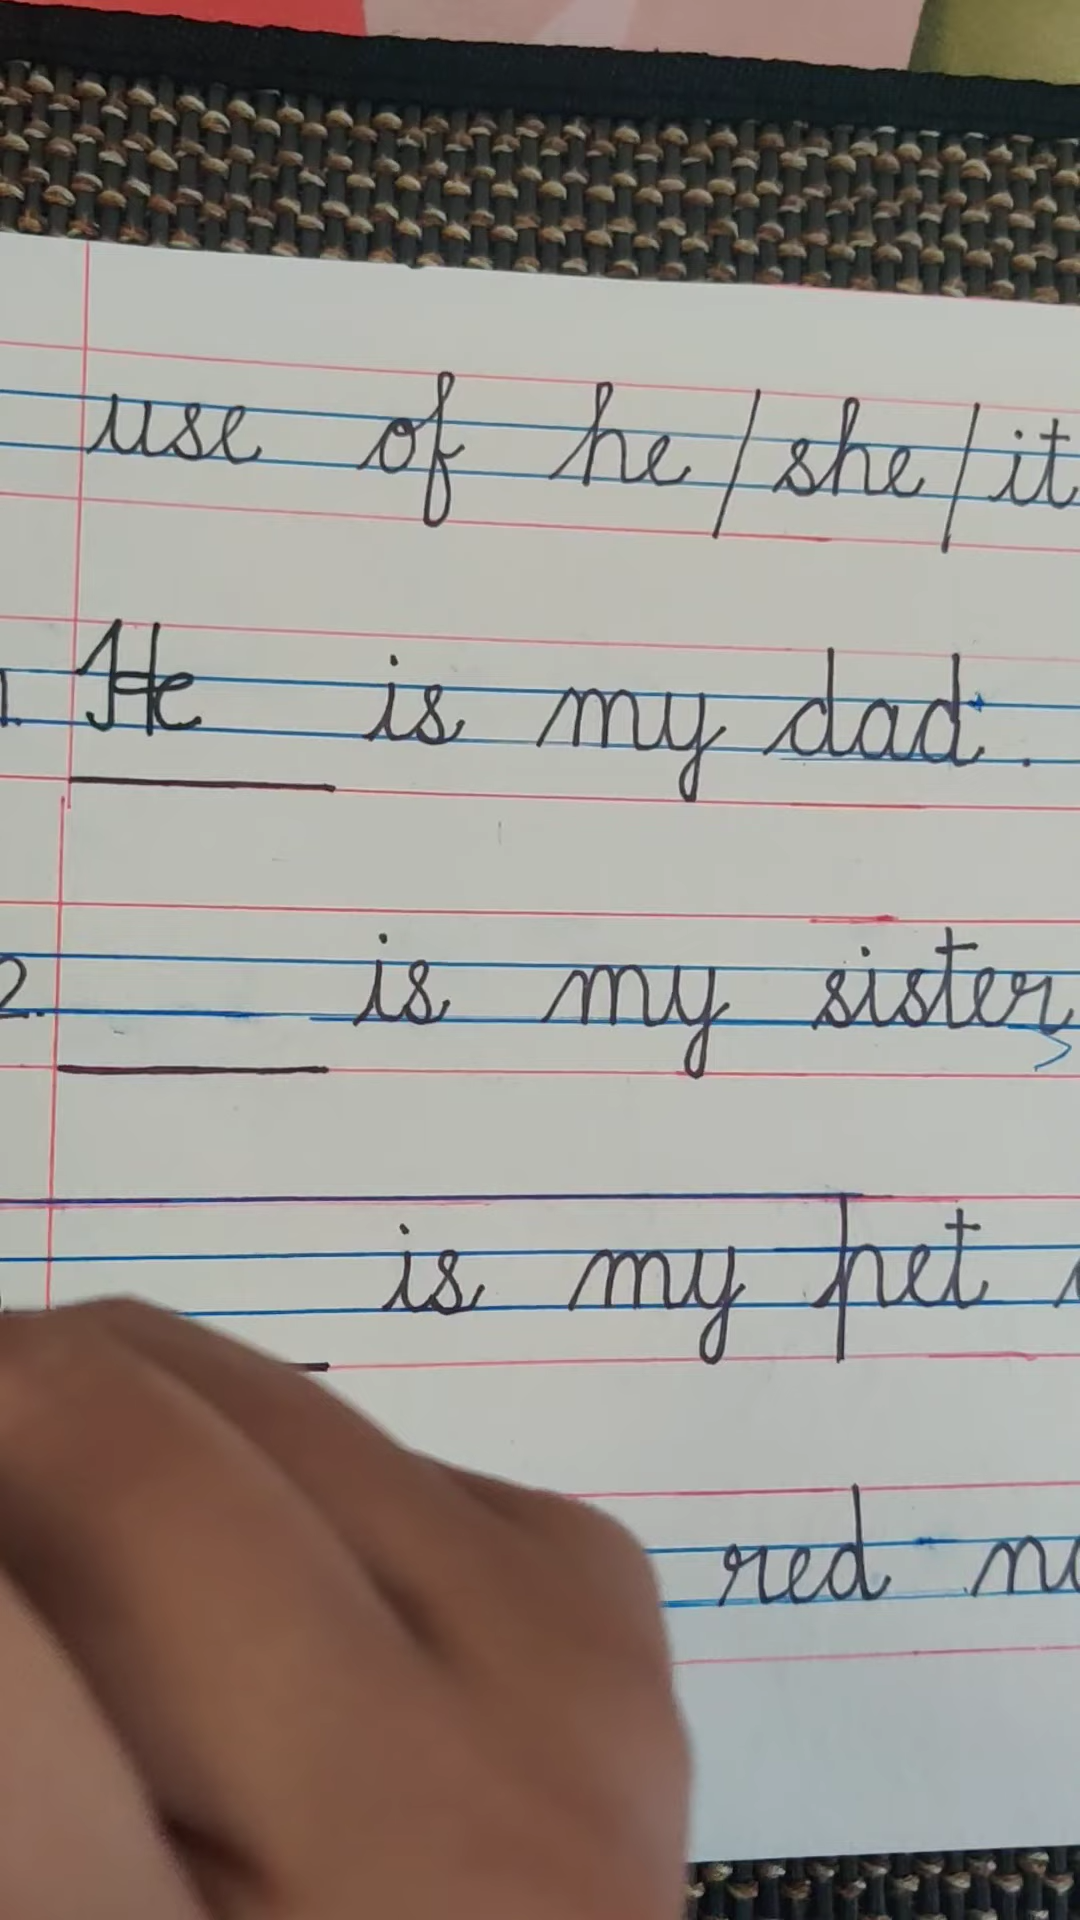 use of he/she/it
1. He is my dad.
2. is my sister
is my pet
red